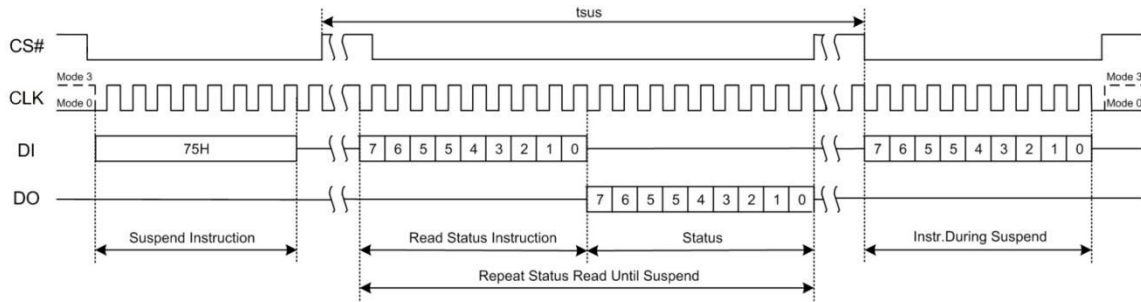 tsus
CS#
Mode 3
Mode 3
CLK
Mode 0
Mode 0
DI
75H
7 6 5 5 4 3 2 1 0
7 6 5 5 4 3 2 1 0
DO
7 6 5 5 4 3 2 1 0
Suspend Instruction
Read Status Instruction
Status
Instr.During Suspend
Repeat Status Read Until Suspend